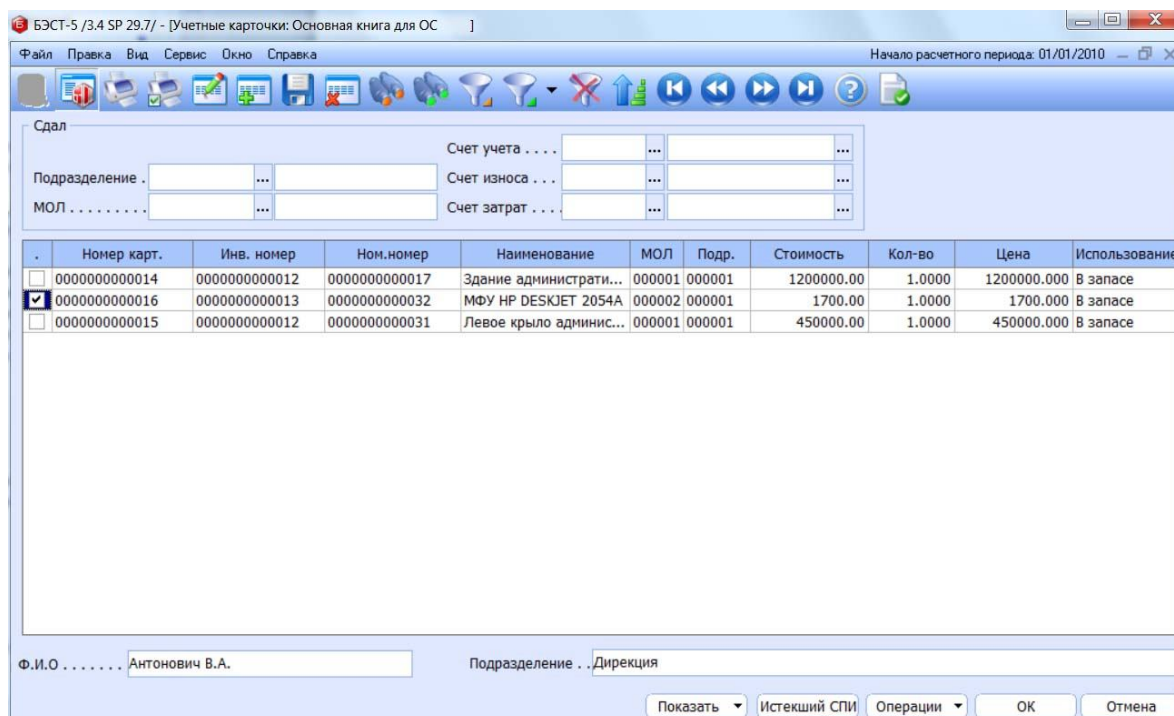 БЭСТ-5 /3.4 SP 29.7/ - [Учетные карточки: Основная книга для ОС ]
Файл Правка Вид Сервис Окно Справка Начало расчетного периода: 01/01/2010
Сдал
Счет учета . . . . ... ...
Подразделение . ... Счет износа . . . ... ...
МОЛ . . . . . . . . . ... Счет затрат . . . . ... ...
. Номер карт. Инв. номер Ном.номер Наименование МОЛ Подр. Стоимость Кол-во Цена Использование
0000000000014 0000000000012 0000000000017 Здание администрати... 000001 000001 1200000.00 1.0000 1200000.000 В запасе
0000000000016 0000000000013 0000000000032 МФУ HP DESKJET 2054A 000002 000001 1700.00 1.0000 1700.000 В запасе
0000000000015 0000000000012 0000000000031 Левое крыло админис... 000001 000001 450000.00 1.0000 450000.000 В запасе
Ф.И.О . . . . . . . Антонович В.А. Подразделение . . Дирекция
Показать Истекший СПИ Операции ОК Отмена